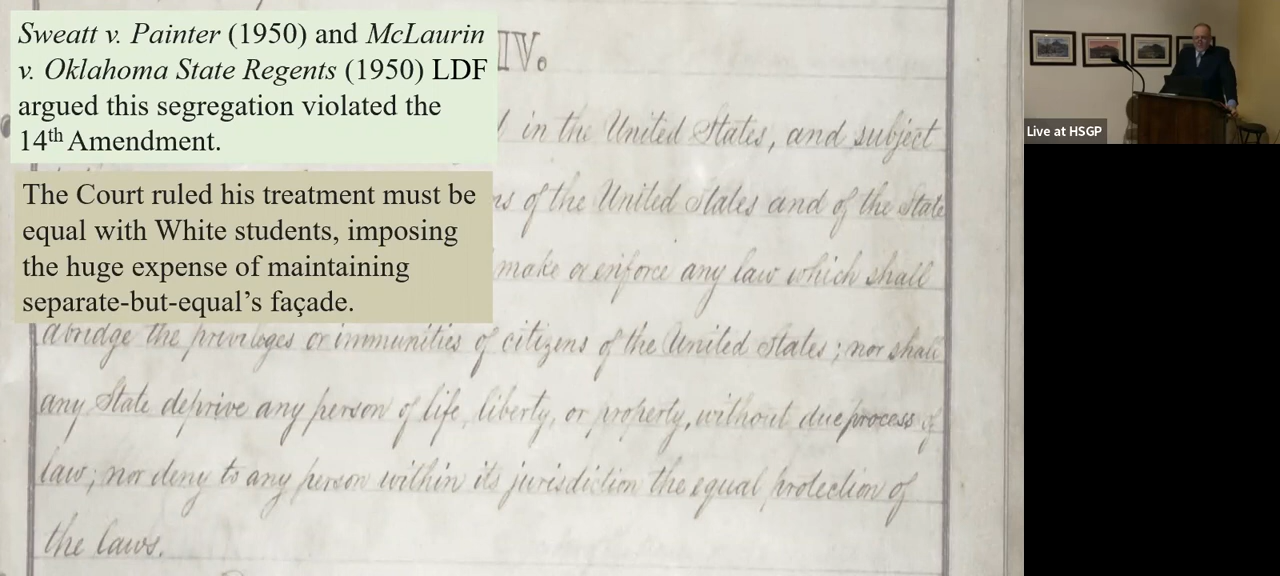 Sweatt v. Painter (1950) and McLaurin
v. Oklahoma State Regents (1950) LDF
argued this segregation violated the
14th Amendment.
The Court ruled his treatment must be
equal with White students, imposing
the huge expense of maintaining
separate-but-equal’s façade.
IV.
in the United States, and subject
of the United States and of the State
make or enforce any law which shall
abridge the privileges or immunities of citizens of the United States; nor shall
any State deprive any person of life, liberty, or property, without due process of
law; nor deny to any person within its jurisdiction the equal protection of
the laws.
Live at HSGP